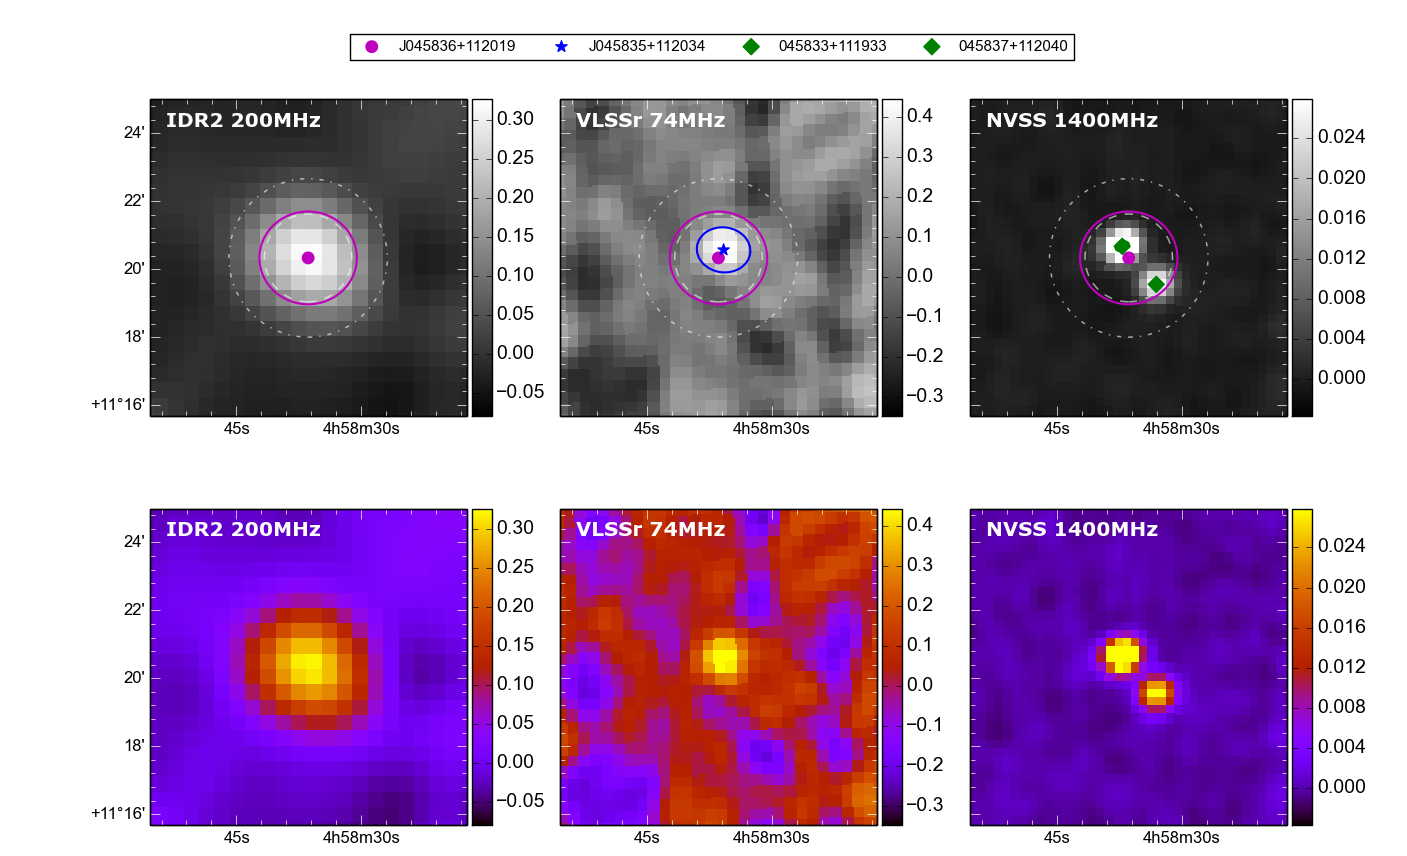 J045836+112019 J045835+112034 045833+111933 045837+112040
IDR2 200MHz
VLSSr 74MHz
NVSS 1400MHz
24'
22'
20'
18'
+11°16'
45s
4h58m30s
0.30
0.25
0.20
0.15
0.10
0.05
0.00
−0.05
45s
4h58m30s
0.4
0.3
0.2
0.1
0.0
−0.1
−0.2
−0.3
45s
4h58m30s
0.024
0.020
0.016
0.012
0.008
0.004
0.000
IDR2 200MHz
VLSSr 74MHz
NVSS 1400MHz
24'
22'
20'
18'
+11°16'
45s
4h58m30s
0.30
0.25
0.20
0.15
0.10
0.05
0.00
−0.05
45s
4h58m30s
0.4
0.3
0.2
0.1
0.0
−0.1
−0.2
−0.3
45s
4h58m30s
0.024
0.020
0.016
0.012
0.008
0.004
0.000